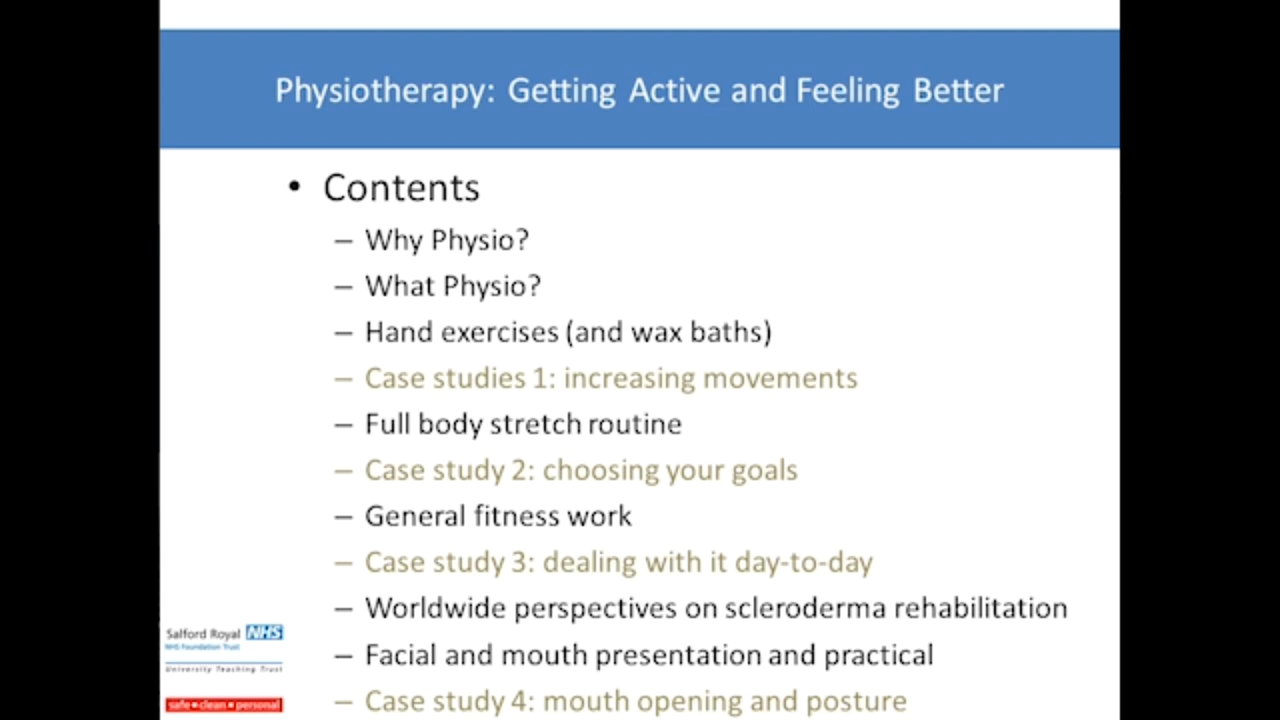 Physiotherapy: Getting Active and Feeling Better
• Contents
– Why Physio?
– What Physio?
– Hand exercises (and wax baths)
– Case studies 1: increasing movements
– Full body stretch routine
– Case study 2: choosing your goals
– General fitness work
– Case study 3: dealing with it day-to-day
– Worldwide perspectives on scleroderma rehabilitation
– Facial and mouth presentation and practical
– Case study 4: mouth opening and posture
Salford Royal NHS
NHS Foundation Trust
University Teaching Trust
safe • clean • personal